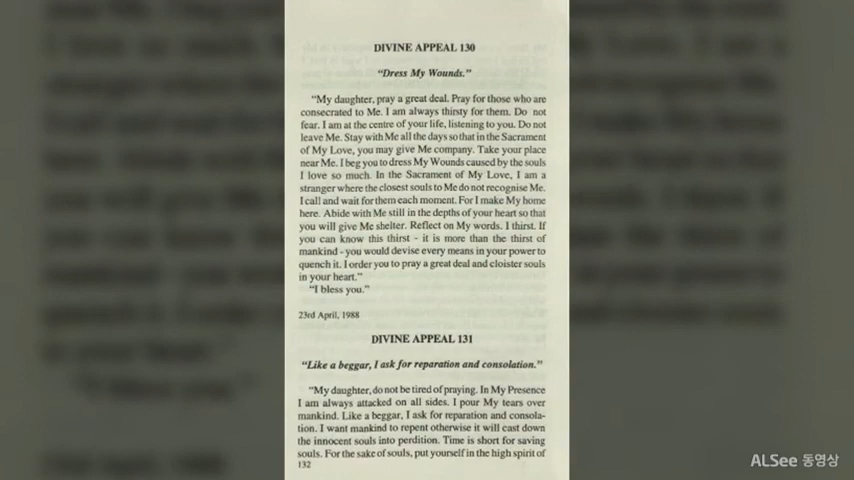 DIVINE APPEAL 130
"Dress My Wounds."
"My daughter, pray a great deal. Pray for those who are
consecrated to Me. I am always thirsty for them. Do not
fear. I am at the centre of your life, listening to you. Do not
leave Me. Stay with Me all the days so that in the Sacrament
of My Love, you may give Me company. Take your place
near Me. I beg you to dress My Wounds caused by the souls
I love so much. In the Sacrament of My Love, I am a
stranger where the closest souls to Me do not recognise Me.
I call and wait for them each moment. For I make My home
here. Abide with Me still in the depths of your heart so that
you will give Me shelter. Reflect on My words. I thirst. If
you can know this thirst - it is more than the thirst of
mankind - you would devise every means in your power to
quench it. I order you to pray a great deal and cloister souls
in your heart."
"I bless you."
23rd April, 1988
DIVINE APPEAL 131
"Like a beggar, I ask for reparation and consolation."
"My daughter, do not be tired of praying. In My Presence
I am always attacked on all sides. I pour My tears over
mankind. Like a beggar, I ask for reparation and consola-
tion. I want mankind to repent otherwise it will cast down
the innocent souls into perdition. Time is short for saving
souls. For the sake of souls, put yourself in the high spirit of
132
ALSee 동영상